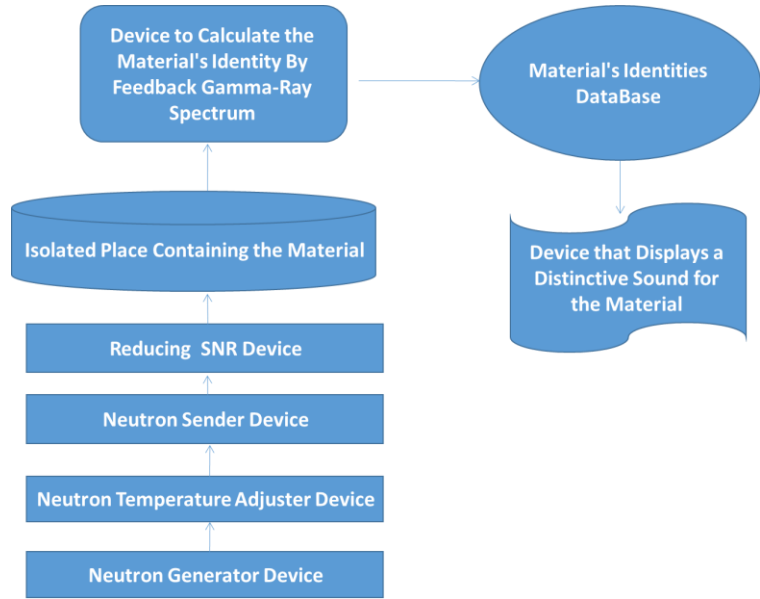 Device to Calculate the
Material's Identity By
Feedback Gamma-Ray
Spectrum
Material's Identities
DataBase
Isolated Place Containing the Material
Device that Displays a
Distinctive Sound for
the Material
Reducing SNR Device
Neutron Sender Device
Neutron Temperature Adjuster Device
Neutron Generator Device